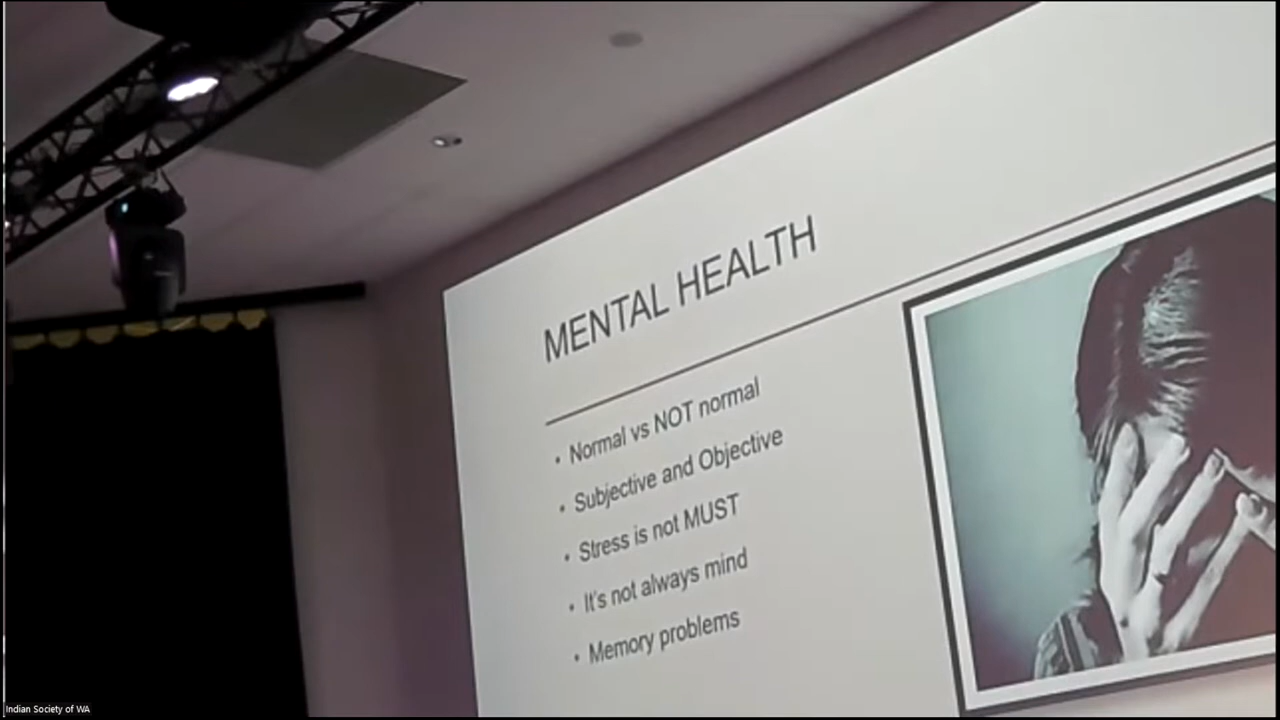 MENTAL HEALTH
• Normal vs NOT normal
• Subjective and Objective
• Stress is not MUST
• It's not always mind
• Memory problems
Indian Society of WA